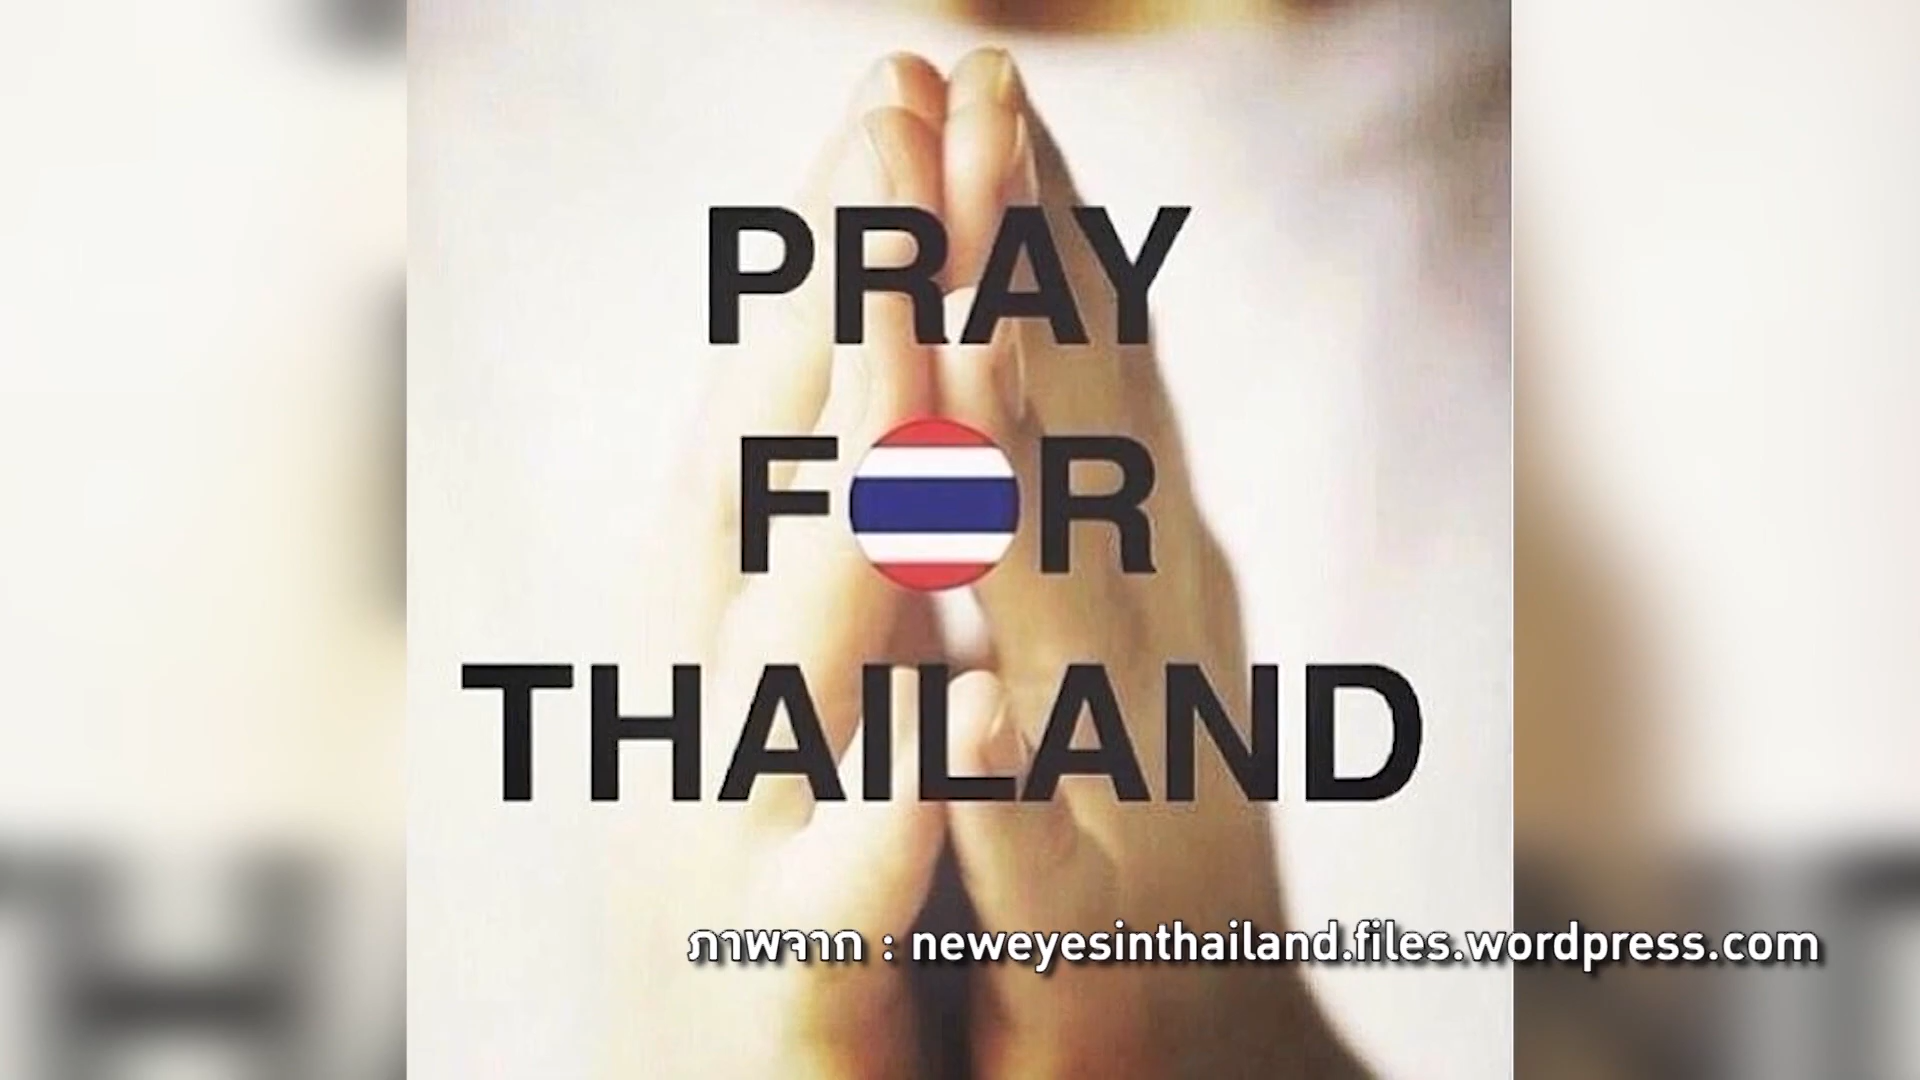 PRAY
FOR
THAILAND
ภาพจาก : neweyesinthailand.files.wordpress.com